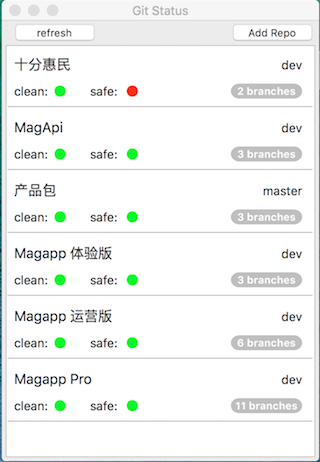 Git Status
refresh Add Repo
十分惠民 dev
clean: safe: 2 branches
MagApi dev
clean: safe: 3 branches
产品包 master
clean: safe: 3 branches
Magapp 体验版 dev
clean: safe: 3 branches
Magapp 运营版 dev
clean: safe: 6 branches
Magapp Pro dev
clean: safe: 11 branches